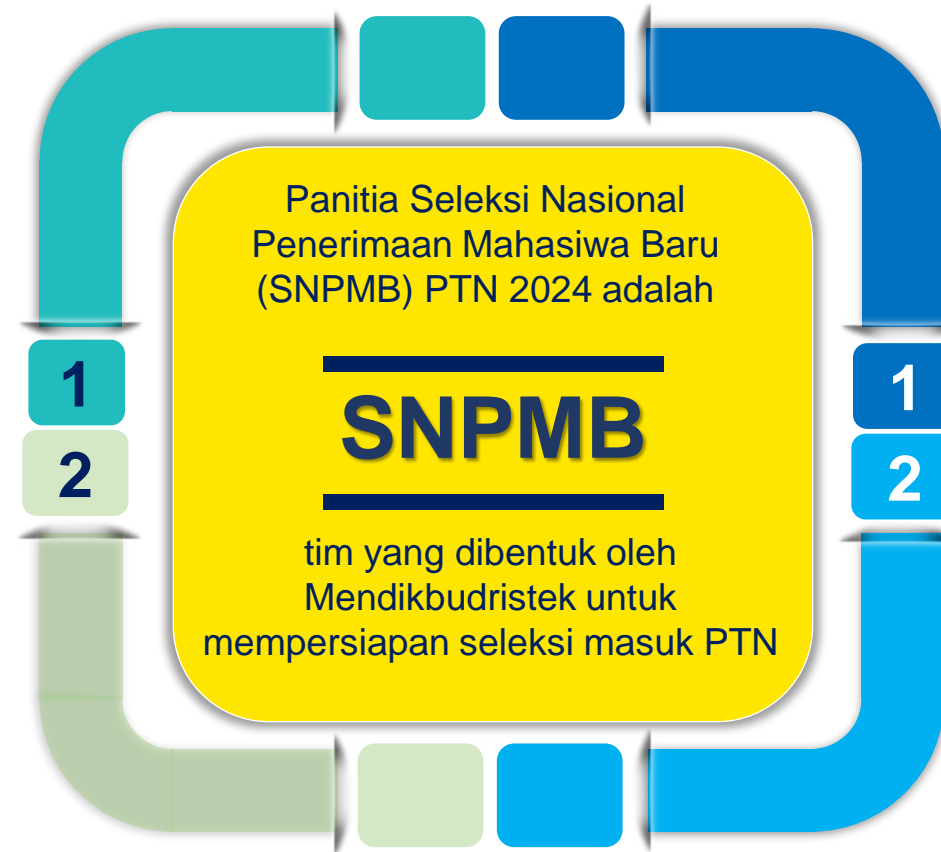 Panitia Seleksi Nasional
Penerimaan Mahasiwa Baru
(SNPMB) PTN 2024 adalah
1
1
SNPMB
2
2
tim yang dibentuk oleh
Mendikbudristek untuk
mempersiapan seleksi masuk PTN